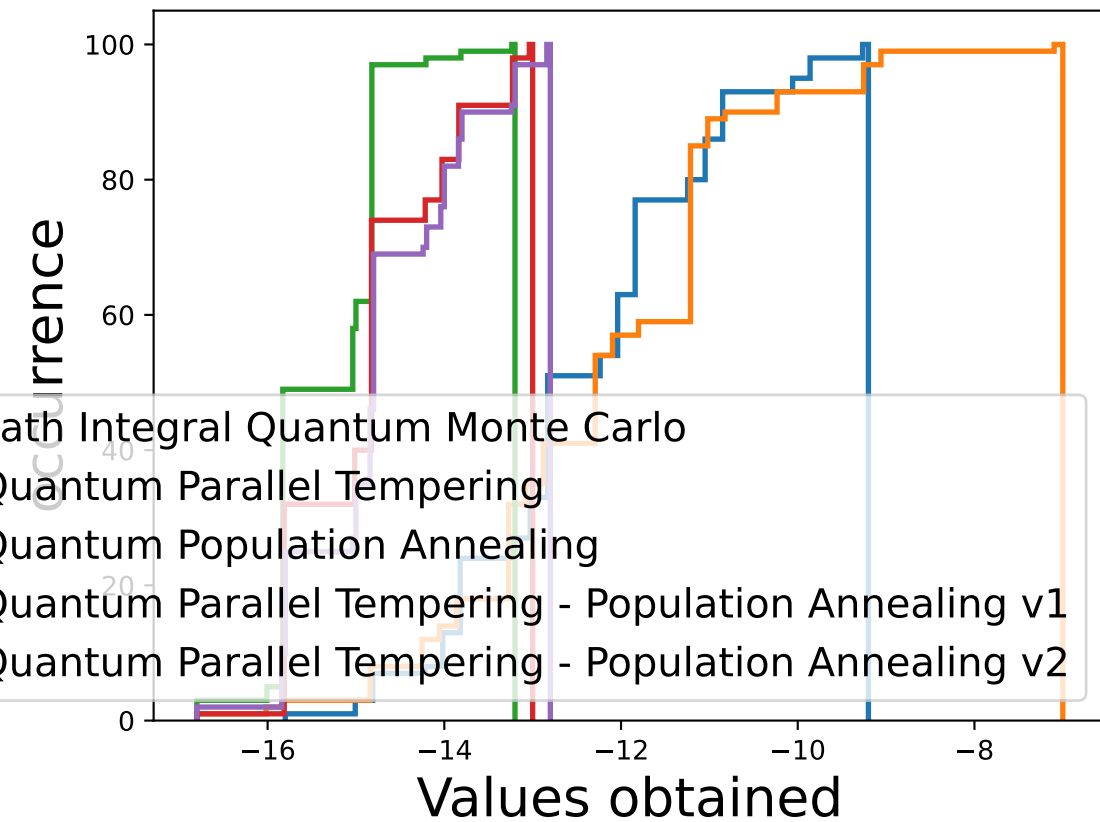 100
80
60
40
20
0
occurrence
ath Integral Quantum Monte Carlo
Quantum Parallel Tempering
Quantum Population Annealing
Quantum Parallel Tempering - Population Annealing v1
Quantum Parallel Tempering - Population Annealing v2
−16 −14 −12 −10 −8
Values obtained